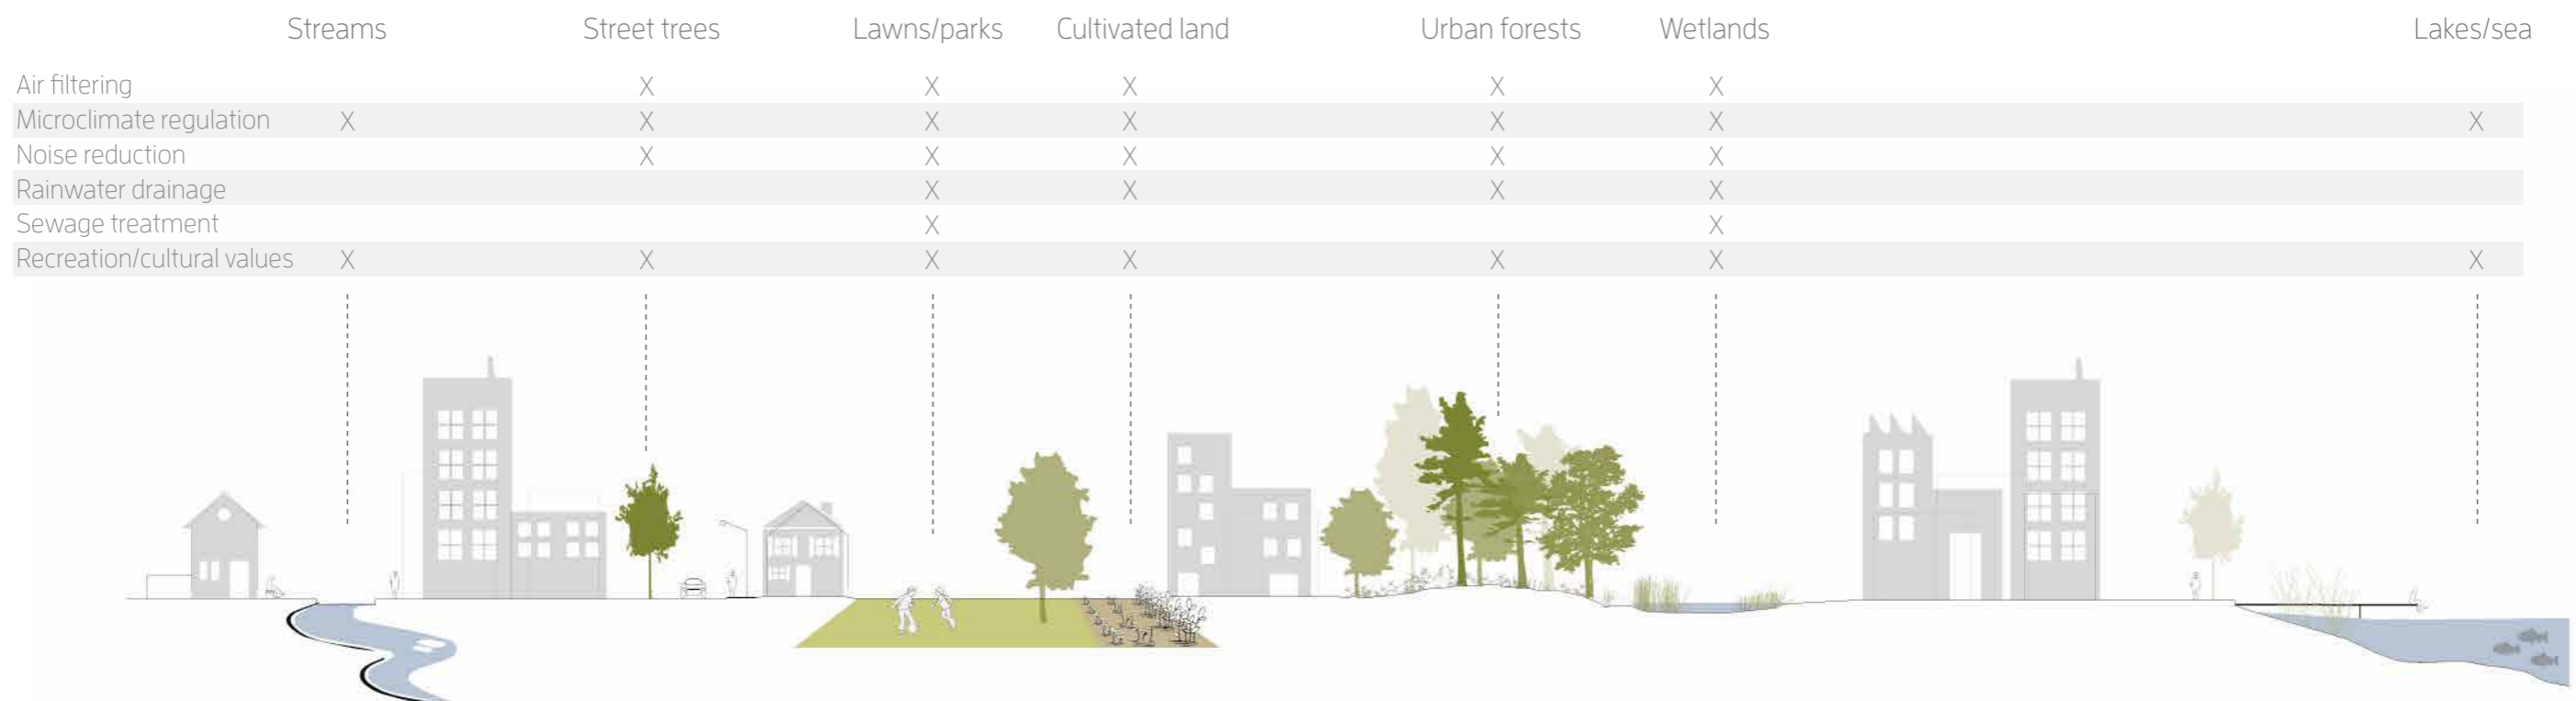 Streams Street trees Lawns/parks Cultivated land Urban forests Wetlands Lakes/sea
Air filtering X X X X X
Microclimate regulation X X X X X X X
Noise reduction X X X X X
Rainwater drainage X X X X
Sewage treatment X X
Recreation/cultural values X X X X X X X